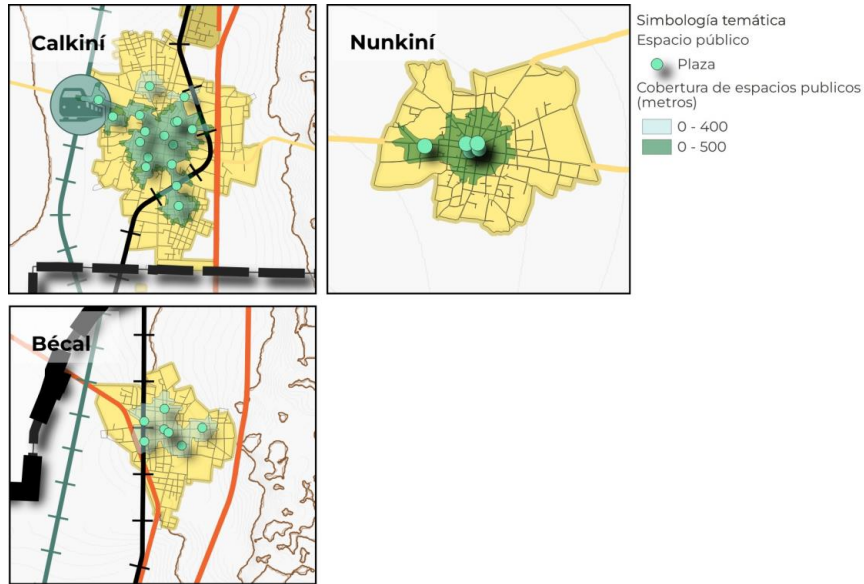 Calkiní
Nunkiní
Simbología temática
Espacio público
Plaza
Cobertura de espacios publicos
(metros)
0 - 400
0 - 500
Bécal